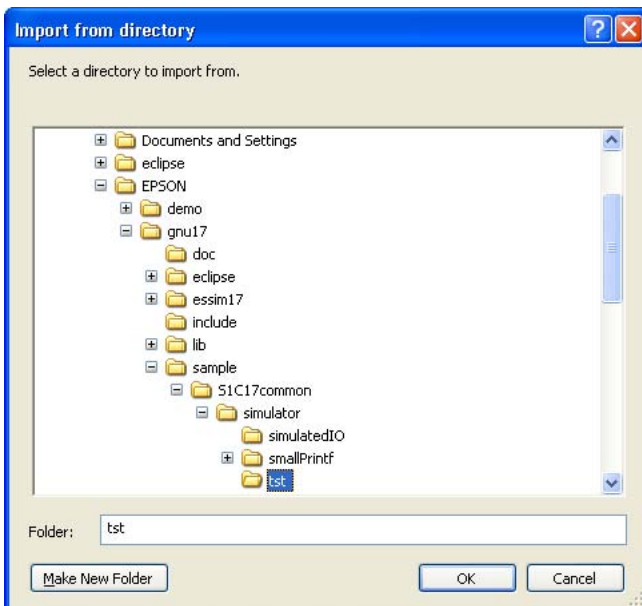 Import from directory
Select a directory to import from.
Documents and Settings
eclipse
EPSON
demo
gnu17
doc
eclipse
essim17
include
lib
sample
S1C17common
simulator
simulatedIO
smallPrintf
tst
Folder: tst
Make New Folder OK Cancel